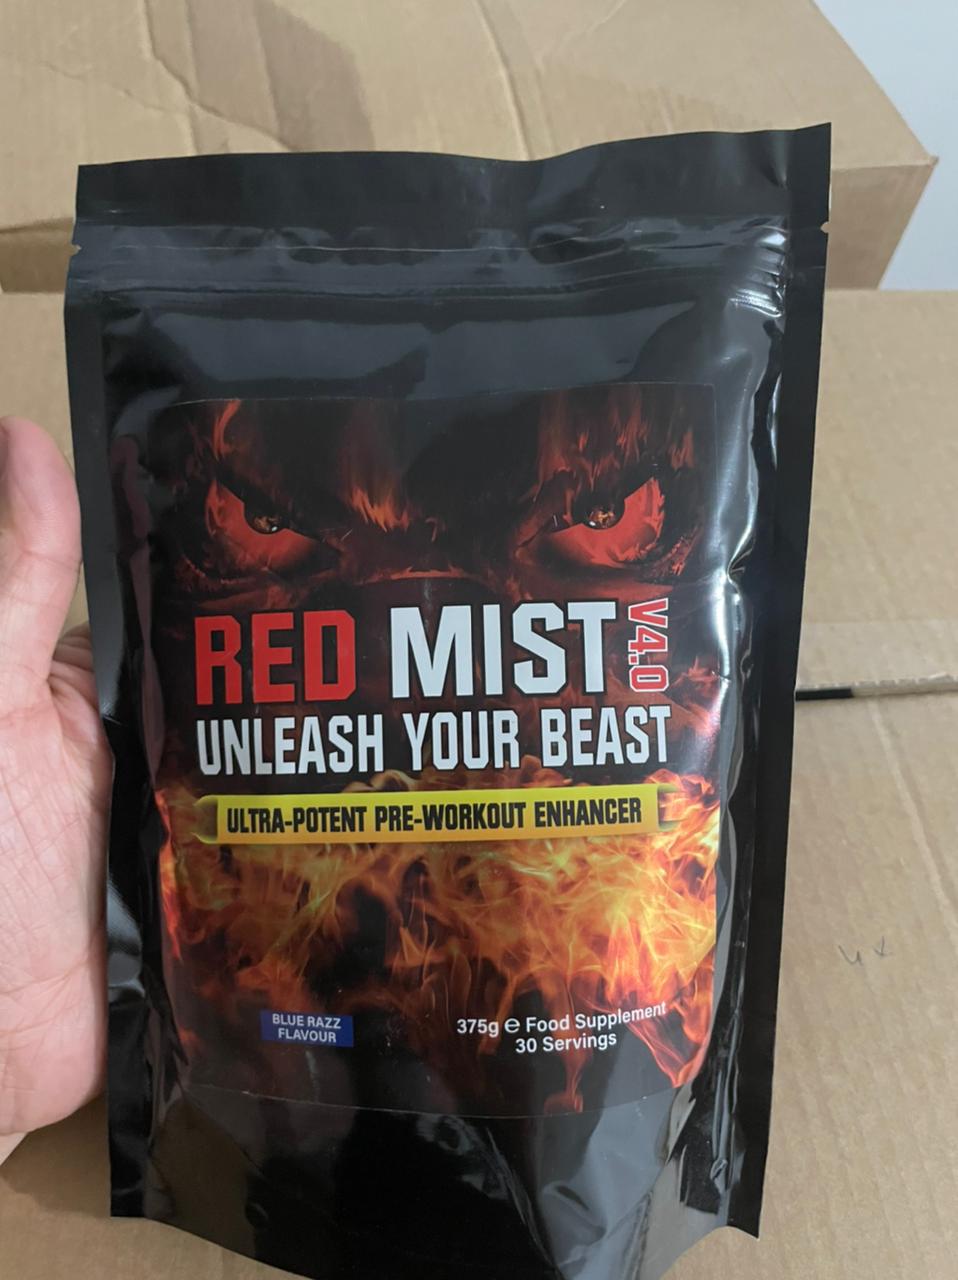 RED MIST V4.0
UNLEASH YOUR BEAST
ULTRA-POTENT PRE-WORKOUT ENHANCER
BLUE RAZZ
FLAVOUR
375g ℮ Food Supplement
30 Servings